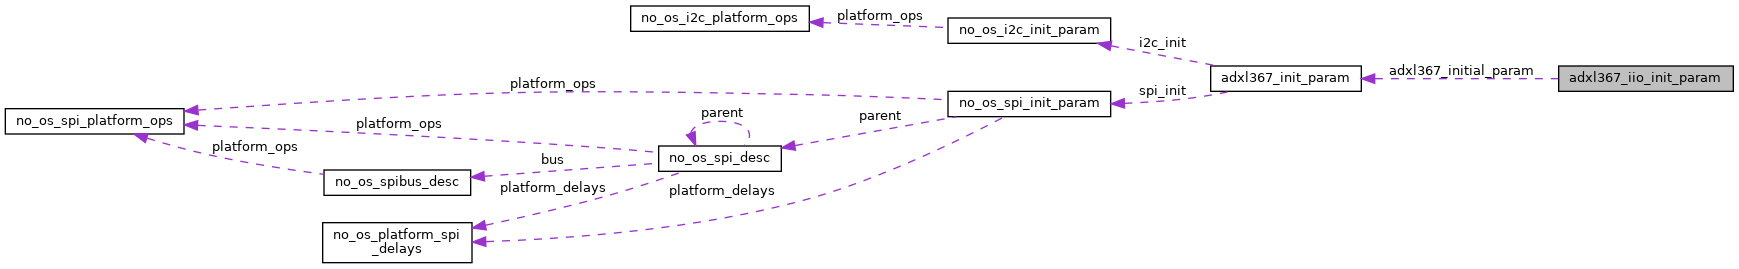 no_os_i2c_platform_ops
platform_ops
no_os_i2c_init_param
i2c_init
adxl367_init_param
adxl367_initial_param
adxl367_iio_init_param
platform_ops
spi_init
no_os_spi_init_param
no_os_spi_platform_ops
parent
parent
platform_ops
platform_ops
bus
no_os_spi_desc
no_os_spibus_desc
platform_delays
platform_delays
no_os_platform_spi
_delays